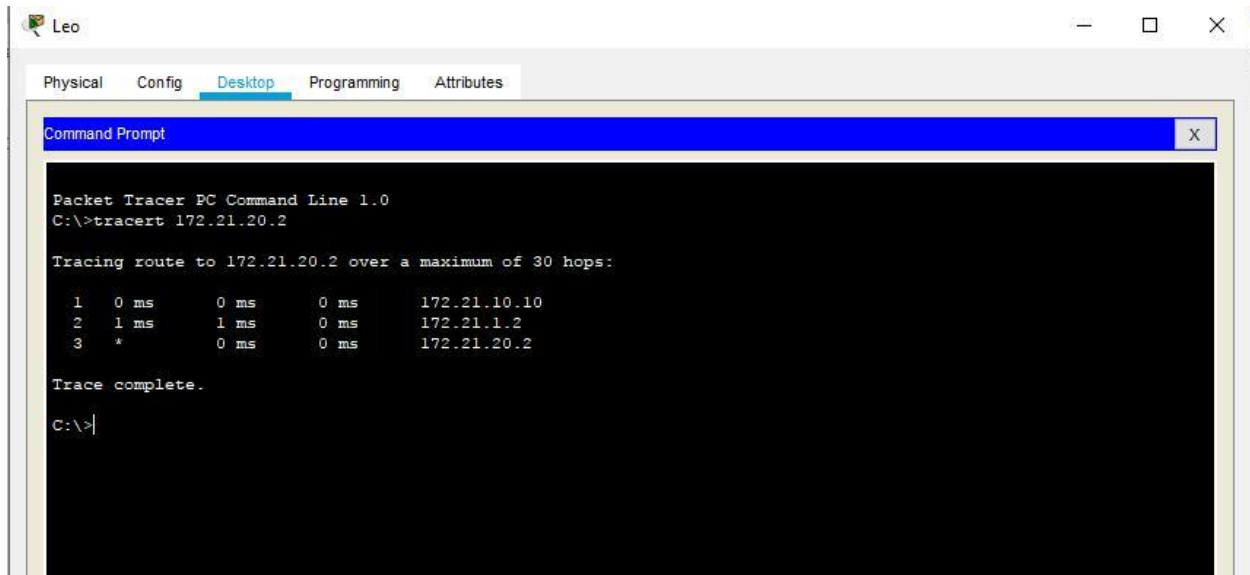 Leo
Physical Config Desktop Programming Attributes
Command Prompt X
Packet Tracer PC Command Line 1.0
C:\>tracert 172.21.20.2
Tracing route to 172.21.20.2 over a maximum of 30 hops:
1 0 ms 0 ms 0 ms 172.21.10.10
2 1 ms 1 ms 0 ms 172.21.1.2
3 * 0 ms 0 ms 172.21.20.2
Trace complete.
C:\>